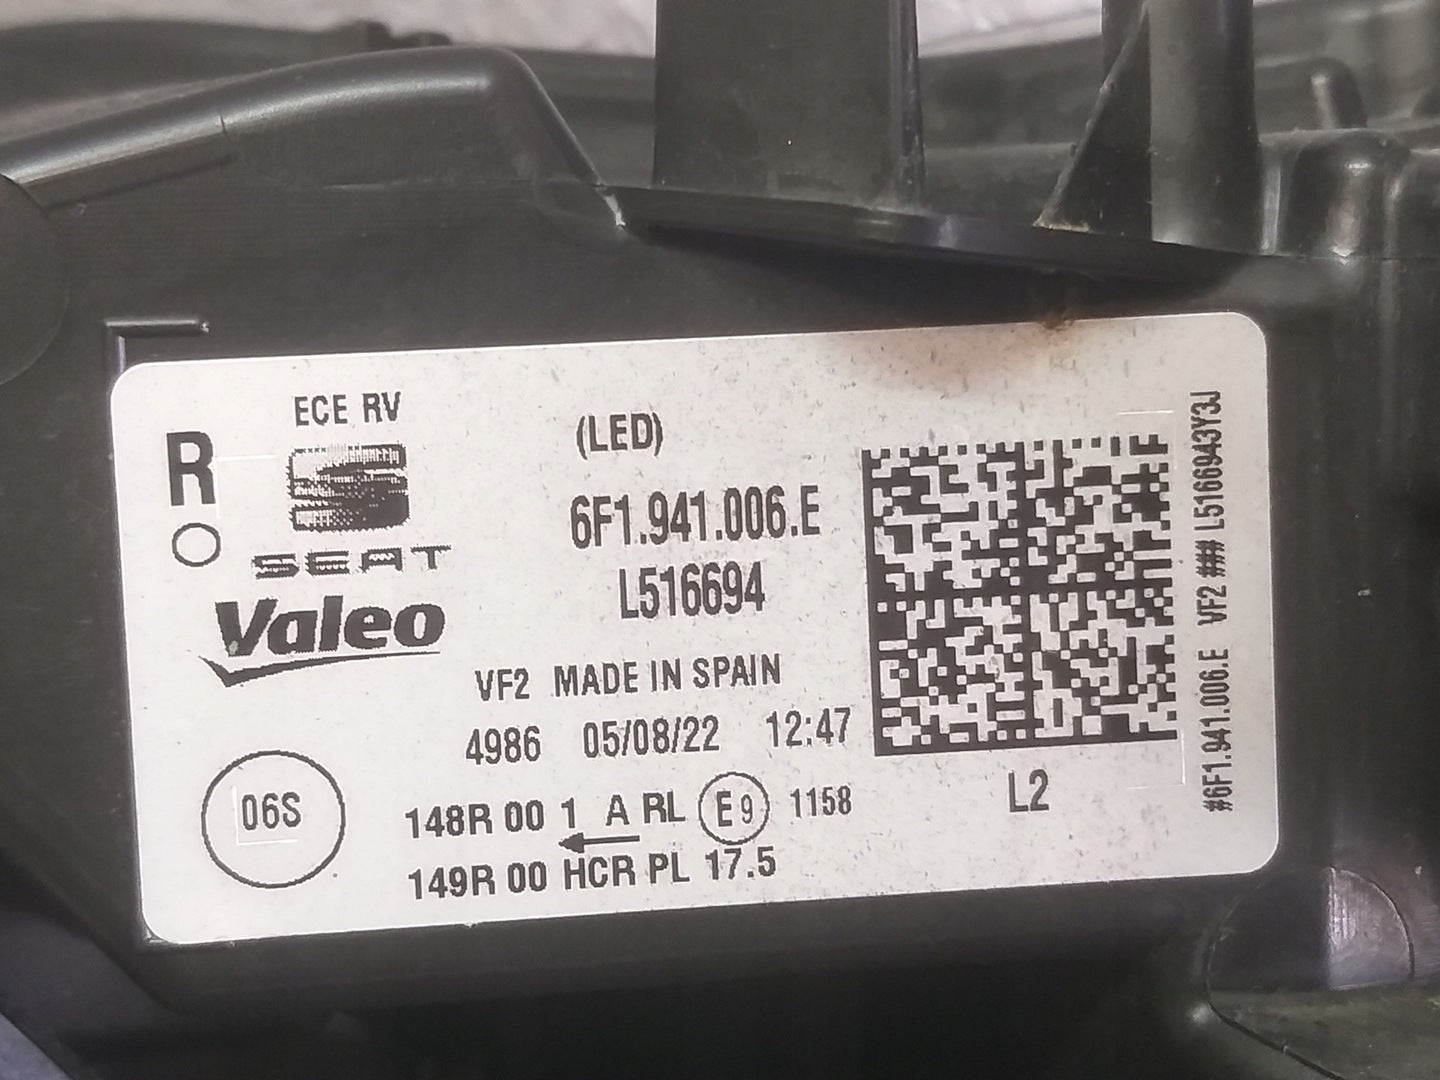 ECE RV
R
SEAT
Valeo
(LED)
6F1.941.006.E
L516694
VF2 MADE IN SPAIN
4986 05/08/22 12:47
06S
148R 00 1 A RL E9 1158
149R 00 HCR PL 17.5
L2
#6F1.941.006.E VF2 ### L5166943Y3J